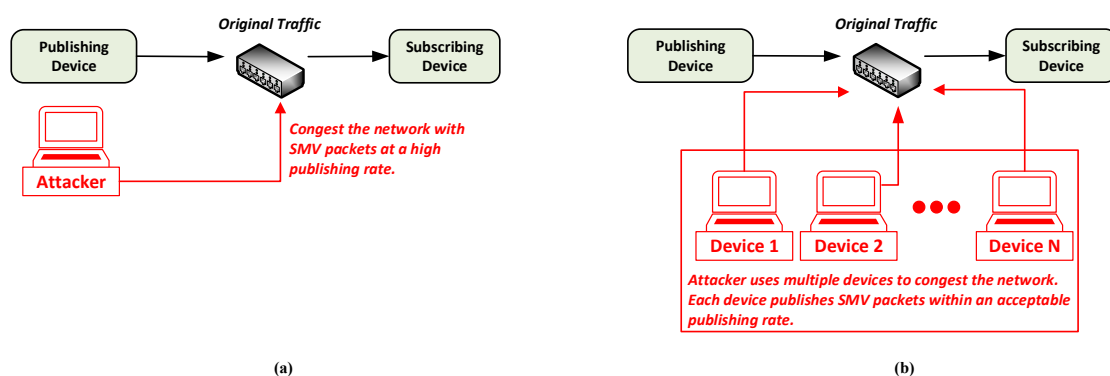 Original Traffic
Publishing
Device
Subscribing
Device
Congest the network with
SMV packets at a high
publishing rate.
Attacker
(a)
Original Traffic
Publishing
Device
Subscribing
Device
Device 1
Device 2
Device N
Attacker uses multiple devices to congest the network.
Each device publishes SMV packets within an acceptable
publishing rate.
(b)